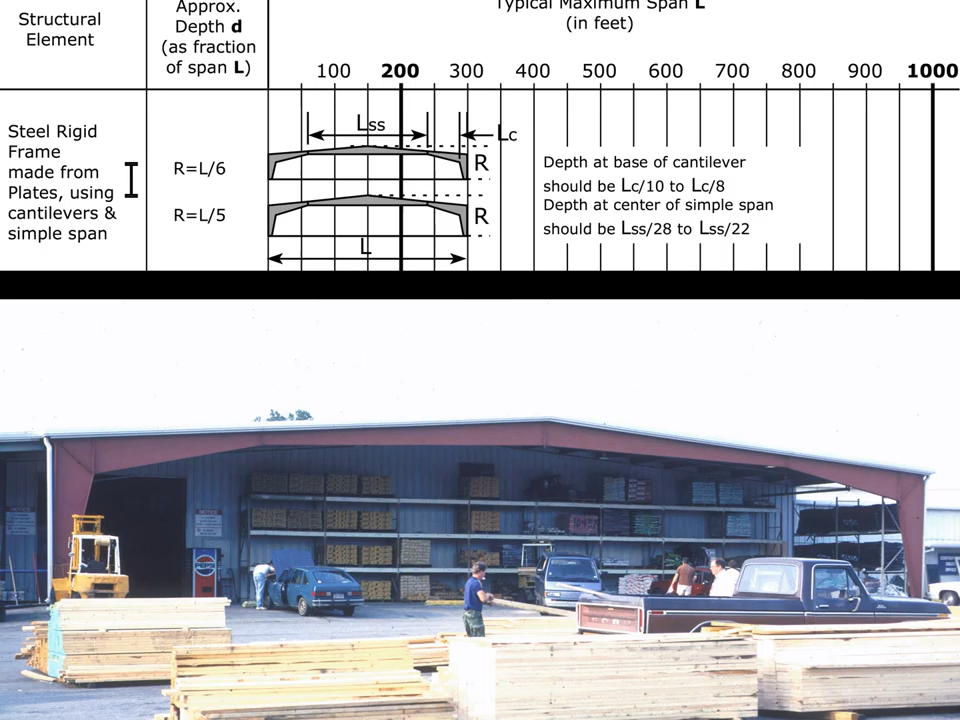 Typical Maximum Span L
Structural
Element
Approx.
Depth d
(as fraction
of span L)
(in feet)
100 200 300 400 500 600 700 800 900 1000
Steel Rigid
Frame
made from
Plates, using
cantilevers &
simple span
R=L/6
R=L/5
Lss
Lc
R
R
L
Depth at base of cantilever
should be Lc/10 to Lc/8
Depth at center of simple span
should be Lss/28 to Lss/22